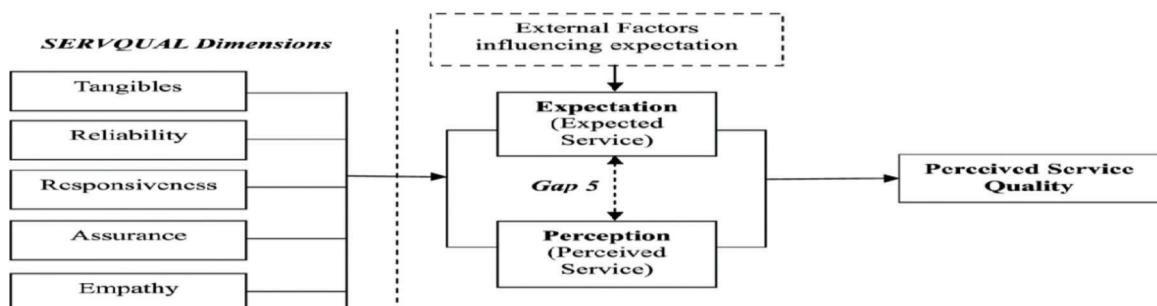 SERVQUAL Dimensions
Tangibles
Reliability
Responsiveness
Assurance
Empathy
External Factors
influencing expectation
Expectation
(Expected
Service)
Gap 5
Perception
(Perceived
Service)
Perceived Service
Quality